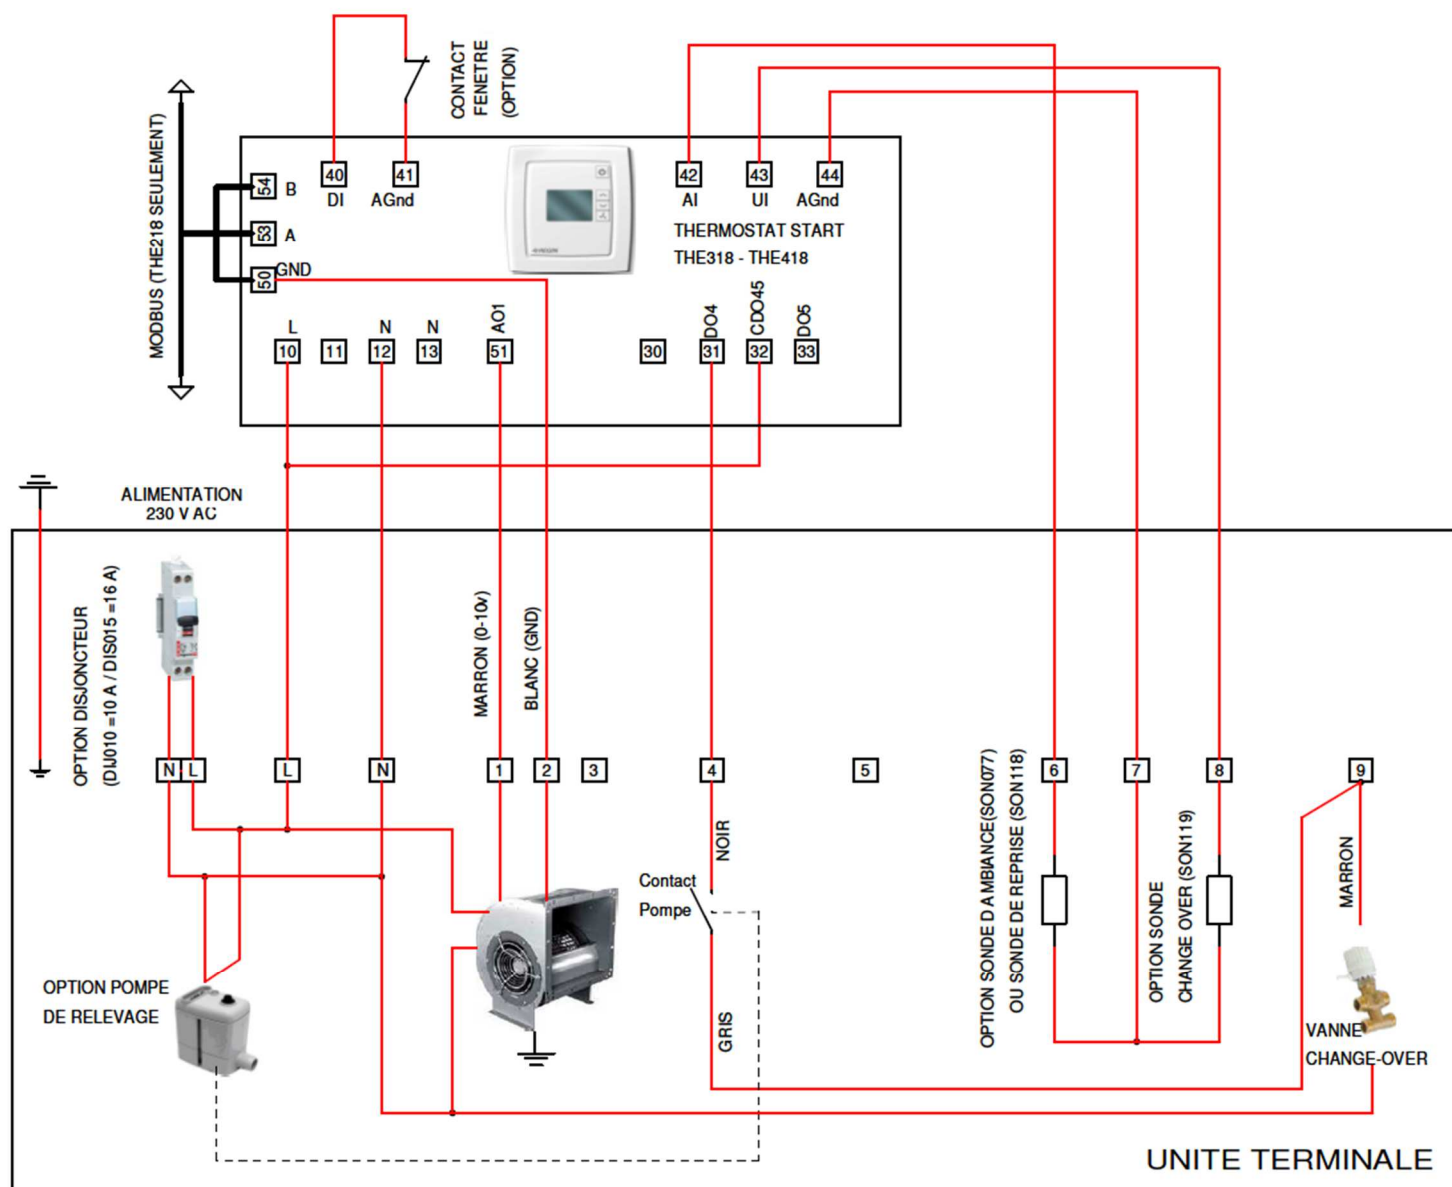 CONTACT
FENETRE
(OPTION)
MODBUS (THE218 SEULEMENT)
54
B
53
A
50
GND
40
DI
41
AGnd
42
AI
43
UI
44
AGnd
THERMOSTAT START
THE318 - THE418
L
N
N
AO1
DO4
CDO45
DO5
10
11
12
13
51
30
31
32
33
ALIMENTATION
230 V AC
OPTION DISJONCTEUR
(DIJ010 =10 A / DIS015 =16 A)
MARRON (0-10v)
BLANC (GND)
N
L
L
N
1
2
3
4
5
6
7
8
9
NOIR
Contact
Pompe
GRIS
OPTION SONDE D AMBIANCE(SON077)
OU SONDE DE REPRISE (SON118)
OPTION SONDE
CHANGE OVER (SON119)
MARRON
VANNE
CHANGE-OVER
OPTION POMPE
DE RELEVAGE
UNITE TERMINALE